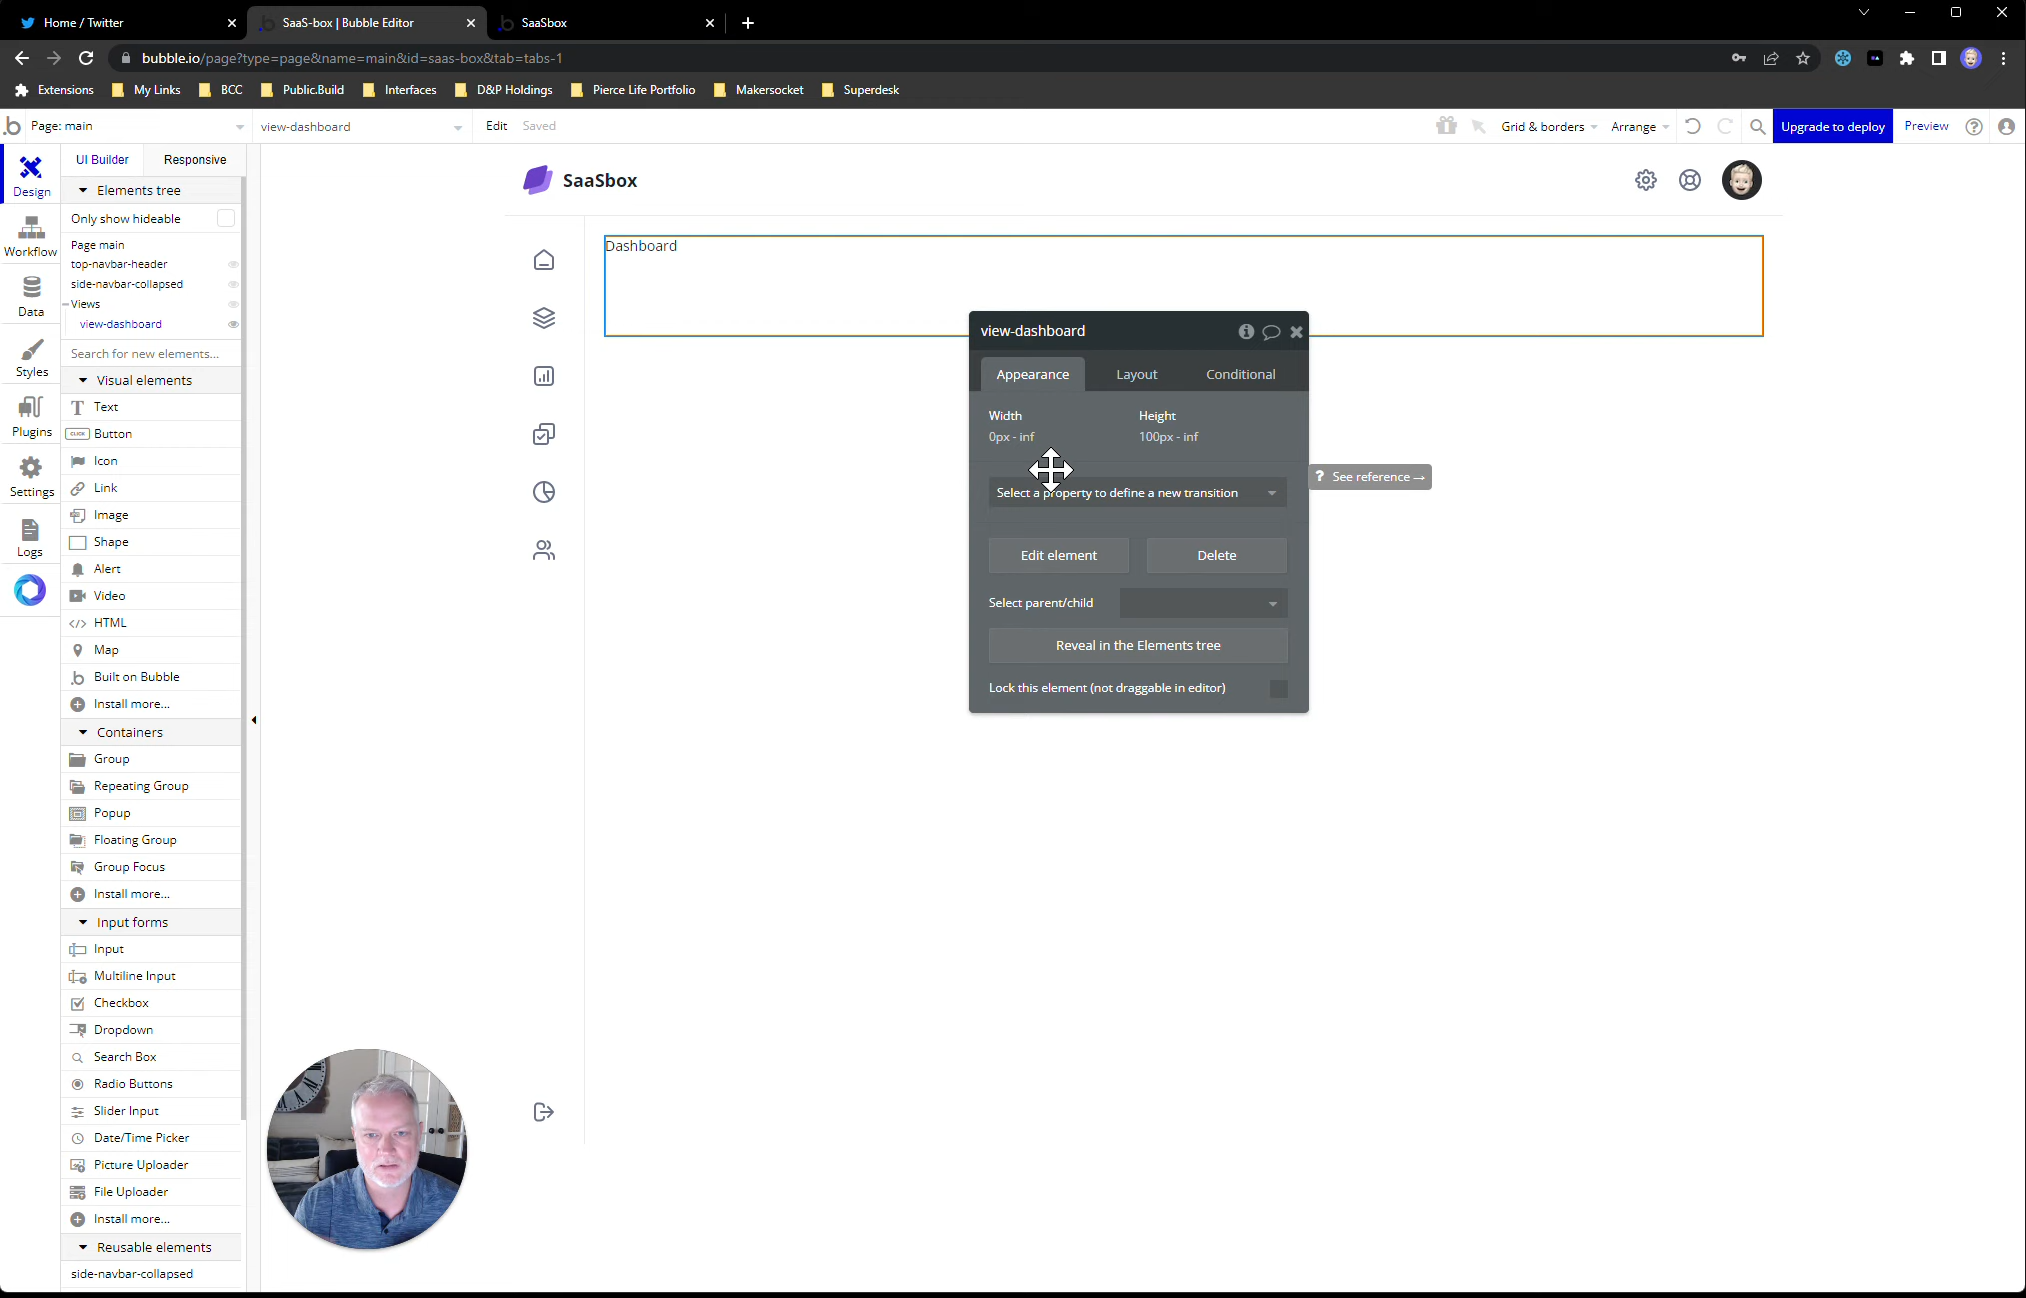 Home / Twitter
SaaS-box | Bubble Editor
SaaSbox
bubble.io/page?type=page&name=main&id=saas-box&tab=tabs-1
Extensions
My Links
BCC
Public.Build
Interfaces
D&P Holdings
Pierce Life Portfolio
Makersocket
Superdesk
Page: main
view-dashboard
Edit
Saved
Grid & borders
Arrange
Upgrade to deploy
Preview
Design
Workflow
Data
Styles
Plugins
Settings
Logs
UI Builder
Responsive
Elements tree
Only show hideable
Page main
top-navbar-header
side-navbar-collapsed
Views
view-dashboard
Search for new elements...
Visual elements
Text
CLICK
Button
Icon
Link
Image
Shape
Alert
Video
HTML
Map
Built on Bubble
Install more...
Containers
Group
Repeating Group
Popup
Floating Group
Group Focus
Install more...
Input forms
Input
Multiline Input
Checkbox
Dropdown
Search Box
Radio Buttons
Slider Input
Date/Time Picker
Picture Uploader
File Uploader
Install more...
Reusable elements
side-navbar-collapsed
SaaSbox
Dashboard
view-dashboard
Appearance
Layout
Conditional
Width
Height
0px - inf
100px - inf
Select a property to define a new transition
? See reference →
Edit element
Delete
Select parent/child
Reveal in the Elements tree
Lock this element (not draggable in editor)